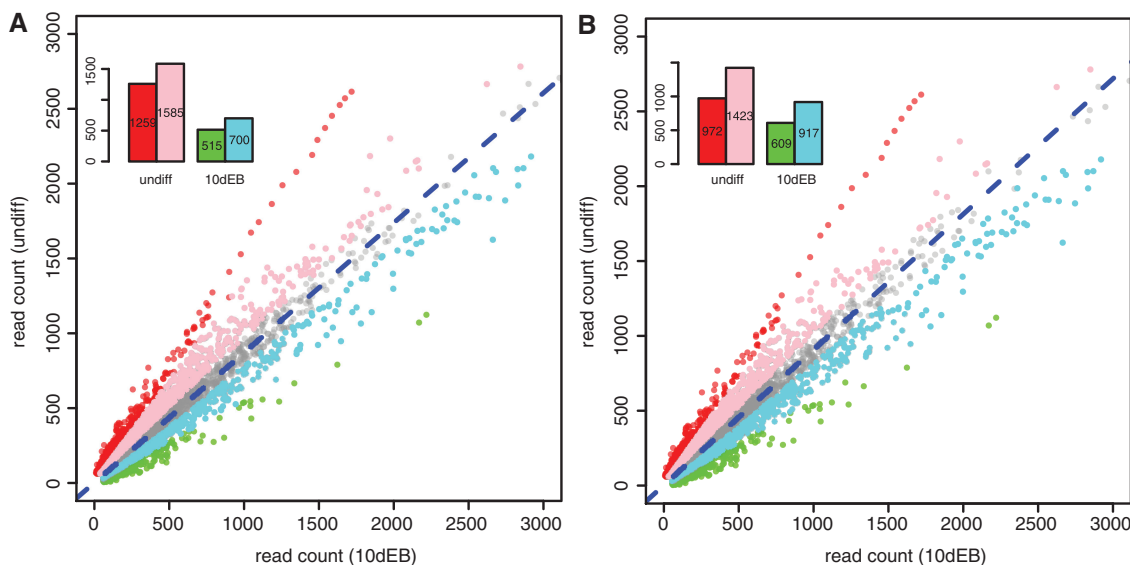 A
read count (undiff)
0 500 1000 1500 2000 2500 3000
0 500 1500
1259 1585 515 700
undiff 10dEB
0 500 1000 1500 2000 2500 3000
read count (10dEB)
B
read count (undiff)
0 500 1000 1500 2000 2500 3000
0 500 1000
972 1423 609 917
undiff 10dEB
0 500 1000 1500 2000 2500 3000
read count (10dEB)